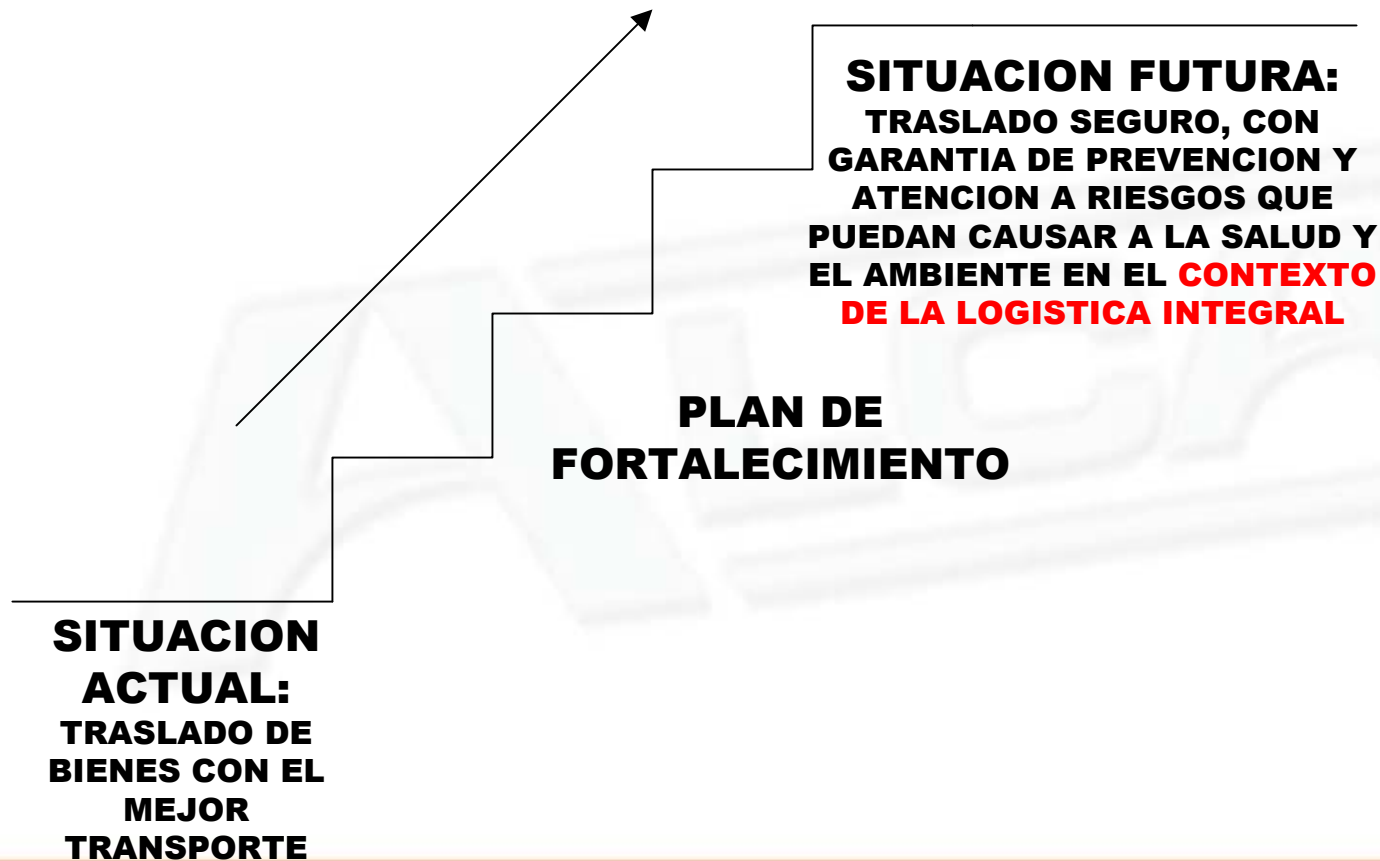 SITUACION FUTURA:
TRASLADO SEGURO, CON
GARANTIA DE PREVENCION Y
ATENCION A RIESGOS QUE
PUEDAN CAUSAR A LA SALUD Y
EL AMBIENTE EN EL CONTEXTO
DE LA LOGISTICA INTEGRAL
PLAN DE
FORTALECIMIENTO
SITUACION
ACTUAL:
TRASLADO DE
BIENES CON EL
MEJOR
TRANSPORTE